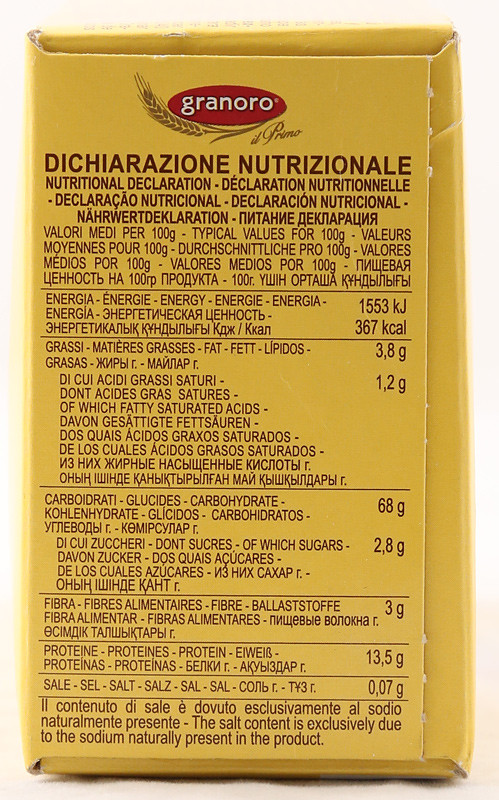 granoro
il Primo
DICHIARAZIONE NUTRIZIONALE
NUTRITIONAL DECLARATION - DÉCLARATION NUTRITIONNELLE
- DECLARAÇÃO NUTRICIONAL - DECLARACIÓN NUTRICIONAL -
NÄHRWERTDEKLARATION - ПИТАНИЕ ДЕКЛАРАЦИЯ
VALORI MEDI PER 100g - TYPICAL VALUES FOR 100g - VALEURS
MOYENNES POUR 100g - DURCHSCHNITTLICHE PRO 100g - VALORES
MÉDIOS POR 100g - VALORES MEDIOS POR 100g - ПИЩЕВАЯ
ЦЕННОСТЬ НА 100гр ПРОДУКТА - 100г. ҮШІН ОРТАША ҚҰНДЫЛЫҒЫ
ENERGIA - ÉNERGIE - ENERGY - ENERGIE - ENERGIA - 1553 kJ
ENERGÍA - ЭНЕРГЕТИЧЕСКАЯ ЦЕННОСТЬ -
ЭНЕРГЕТИКАЛЫҚ ҚҰНДЫЛЫҒЫ Кдж / Ккал 367 kcal
GRASSI - MATIÈRES GRASSES - FAT - FETT - LÍPIDOS - 3,8 g
GRASAS - ЖИРЫ г. - МАЙЛАР г.
DI CUI ACIDI GRASSI SATURI - 1,2 g
DONT ACIDES GRAS SATURES -
OF WHICH FATTY SATURATED ACIDS -
DAVON GESÄTTIGTE FETTSÄUREN -
DOS QUAIS ÁCIDOS GRAXOS SATURADOS -
DE LOS CUALES ÁCIDOS GRASOS SATURADOS -
ИЗ НИХ ЖИРНЫЕ НАСЫЩЕННЫЕ КИСЛОТЫ г.
ОНЫҢ ІШІНДЕ ҚАНЫҚТЫРЫЛҒАН МАЙ ҚЫШҚЫЛДАРЫ г.
CARBOIDRATI - GLUCIDES - CARBOHYDRATE - 68 g
KOHLENHYDRATE - GLÍCIDOS - CARBOHIDRATOS -
УГЛЕВОДЫ г. - КӨМІРСУЛАР г.
DI CUI ZUCCHERI - DONT SUCRES - OF WHICH SUGARS - 2,8 g
DAVON ZUCKER - DOS QUAIS AÇÚCARES -
DE LOS CUALES AZÚCARES - ИЗ НИХ САХАР г. -
ОНЫҢ ІШІНДЕ ҚАНТ г.
FIBRA - FIBRES ALIMENTAIRES - FIBRE - BALLASTSTOFFE 3 g
FIBRA ALIMENTAR - FIBRAS ALIMENTARES - пищевые волокна г.
ӨСІМДІК ТАЛШЫҚТАРЫ г.
PROTEINE - PROTEINES - PROTEIN - EIWEIß - 13,5 g
PROTEÍNAS - PROTEÍNAS - БЕЛКИ г. - АҚУЫЗДАР г.
SALE - SEL - SALT - SALZ - SAL - SAL - СОЛЬ г. - ТҰЗ г. 0,07 g
Il contenuto di sale è dovuto esclusivamente al sodio
naturalmente presente - The salt content is exclusively due
to the sodium naturally present in the product.